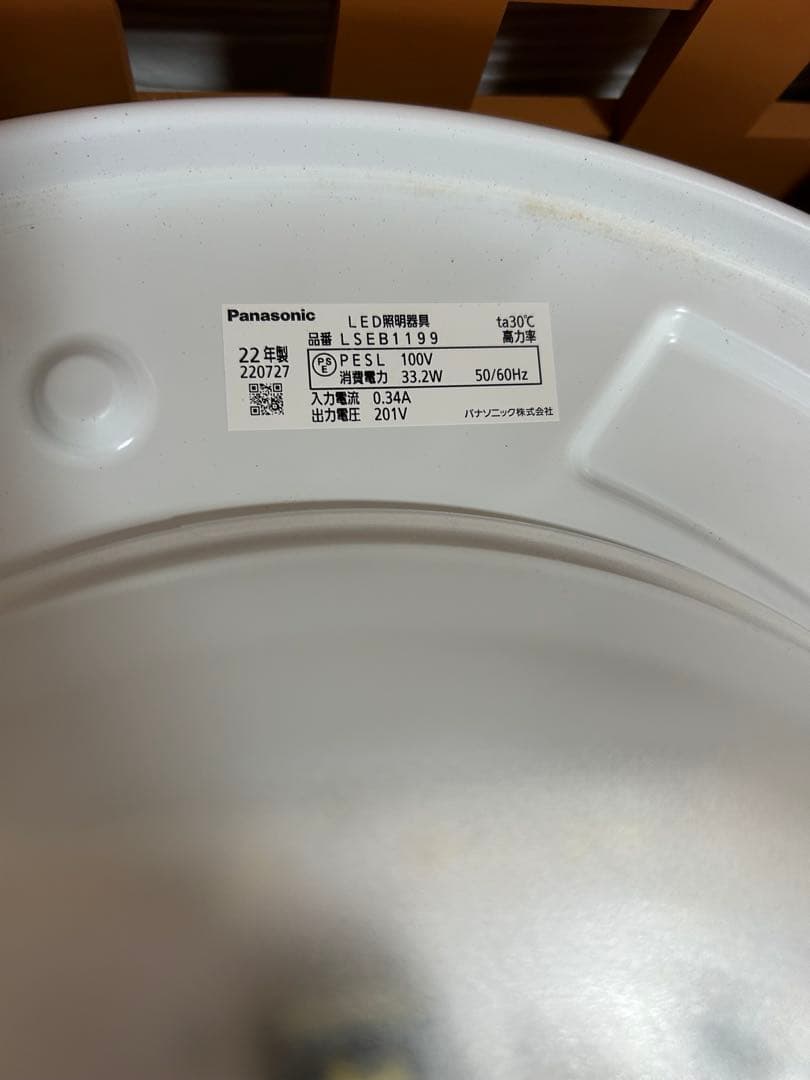 Panasonic
LED照明器具
ta30℃
品番 LSEB1199
高力率
22年製
220727
PSE PESL 100V
消費電力 33.2W 50/60Hz
入力電流 0.34A
出力電圧 201V
パナソニック株式会社